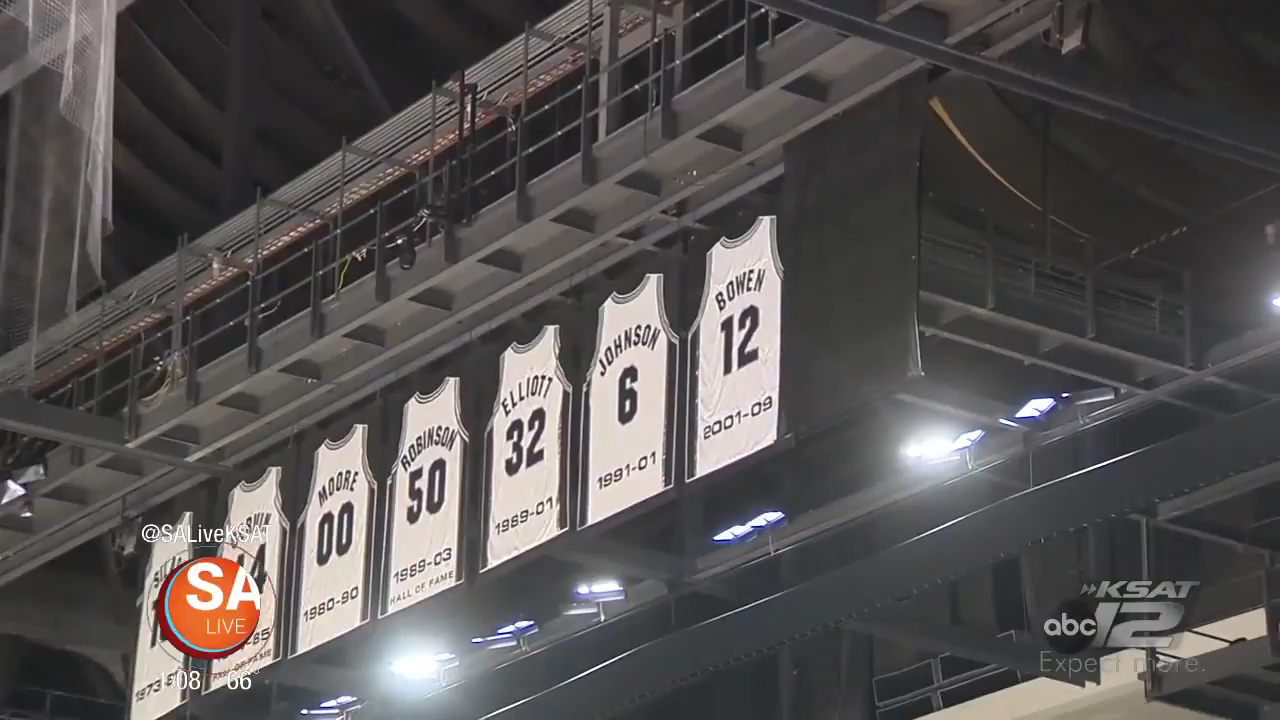 BOWEN
12
2001-09
JOHNSON
6
1991-01
ELLIOTT
32
1989-01
ROBINSON
50
1989-03
HALL OF FAME
MOORE
00
1980-90
@SALiveKSAT
SA
LIVE
1:08 66
KSAT
abc 12
Expect more.